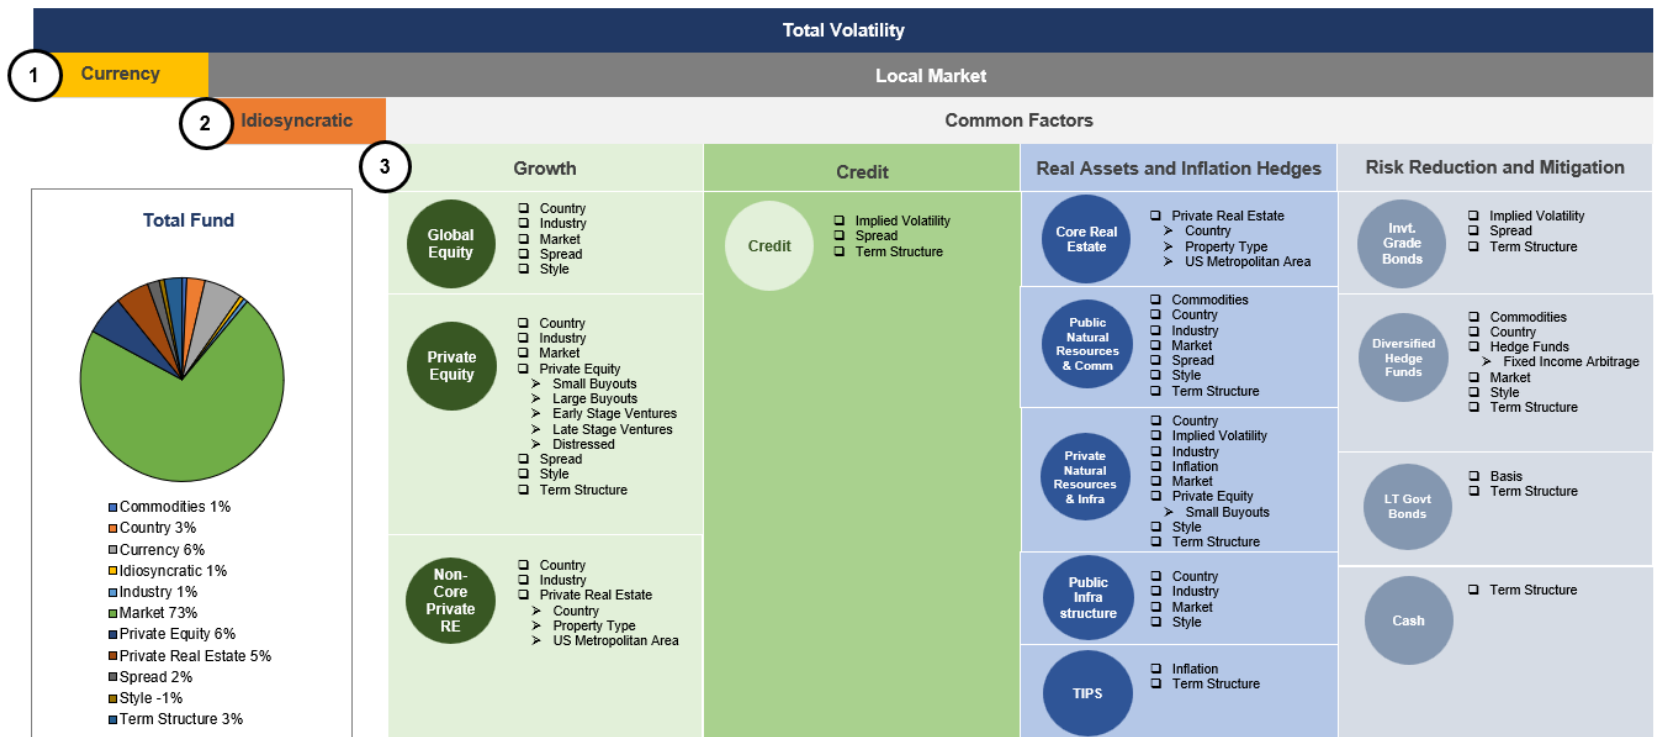 Total Volatility
1
Currency
Local Market
2
Idiosyncratic
Common Factors
3
Growth
Credit
Real Assets and Inflation Hedges
Risk Reduction and Mitigation
Total Fund
Commodities 1%
Country 3%
Currency 6%
Idiosyncratic 1%
Industry 1%
Market 73%
Private Equity 6%
Private Real Estate 5%
Spread 2%
Style -1%
Term Structure 3%
Global
Equity
Country
Industry
Market
Spread
Style
Private
Equity
Country
Industry
Market
Private Equity
Small Buyouts
Large Buyouts
Early Stage Ventures
Late Stage Ventures
Distressed
Spread
Style
Term Structure
Non-
Core
Private
RE
Country
Industry
Private Real Estate
Country
Property Type
US Metropolitan Area
Credit
Implied Volatility
Spread
Term Structure
Core Real
Estate
Private Real Estate
Country
Property Type
US Metropolitan Area
Public
Natural
Resources
& Comm
Commodities
Country
Industry
Market
Spread
Style
Term Structure
Private
Natural
Resources
& Infra
Country
Implied Volatility
Industry
Inflation
Market
Private Equity
Small Buyouts
Style
Term Structure
Public
Infra
structure
Country
Industry
Market
Style
TIPS
Inflation
Term Structure
Invt.
Grade
Bonds
Implied Volatility
Spread
Term Structure
Diversified
Hedge
Funds
Commodities
Country
Hedge Funds
Fixed Income Arbitrage
Market
Style
Term Structure
LT Govt
Bonds
Basis
Term Structure
Cash
Term Structure